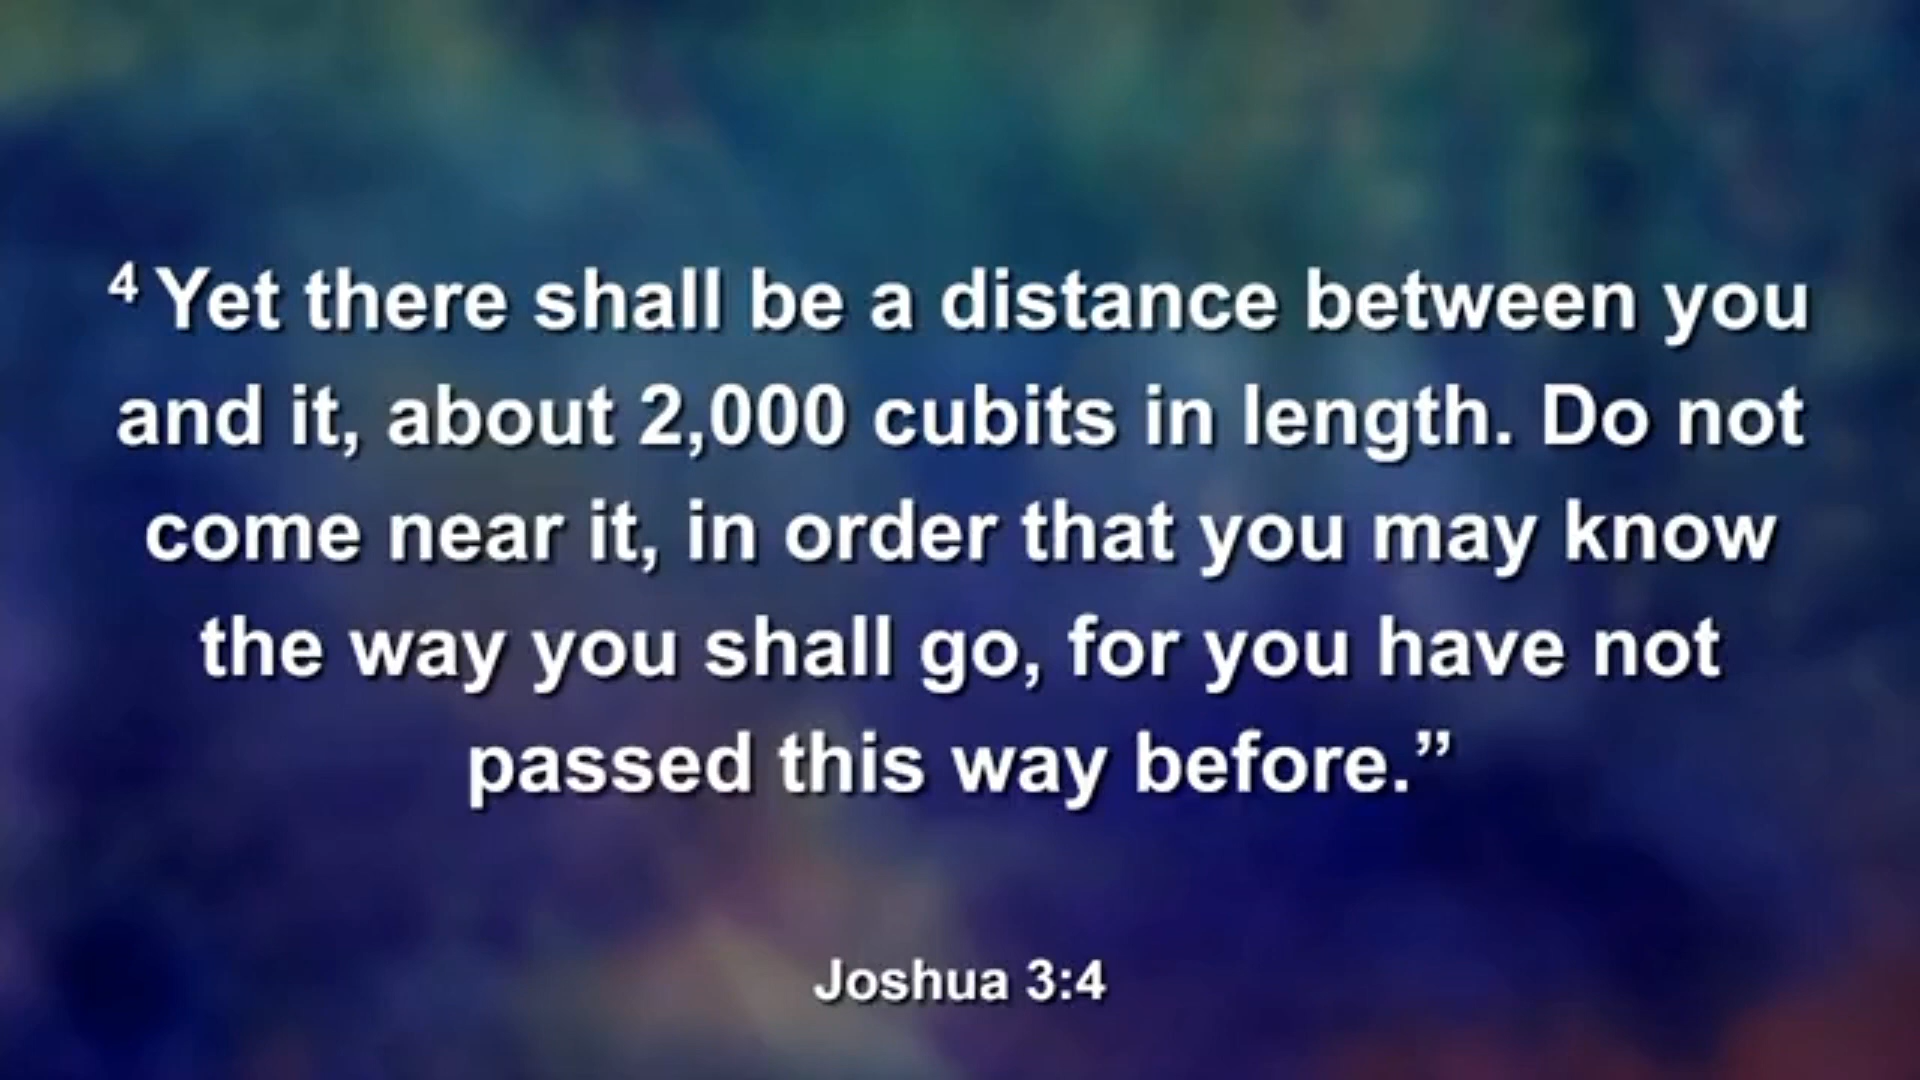 4 Yet there shall be a distance between you
and it, about 2,000 cubits in length. Do not
come near it, in order that you may know
the way you shall go, for you have not
passed this way before.”
Joshua 3:4